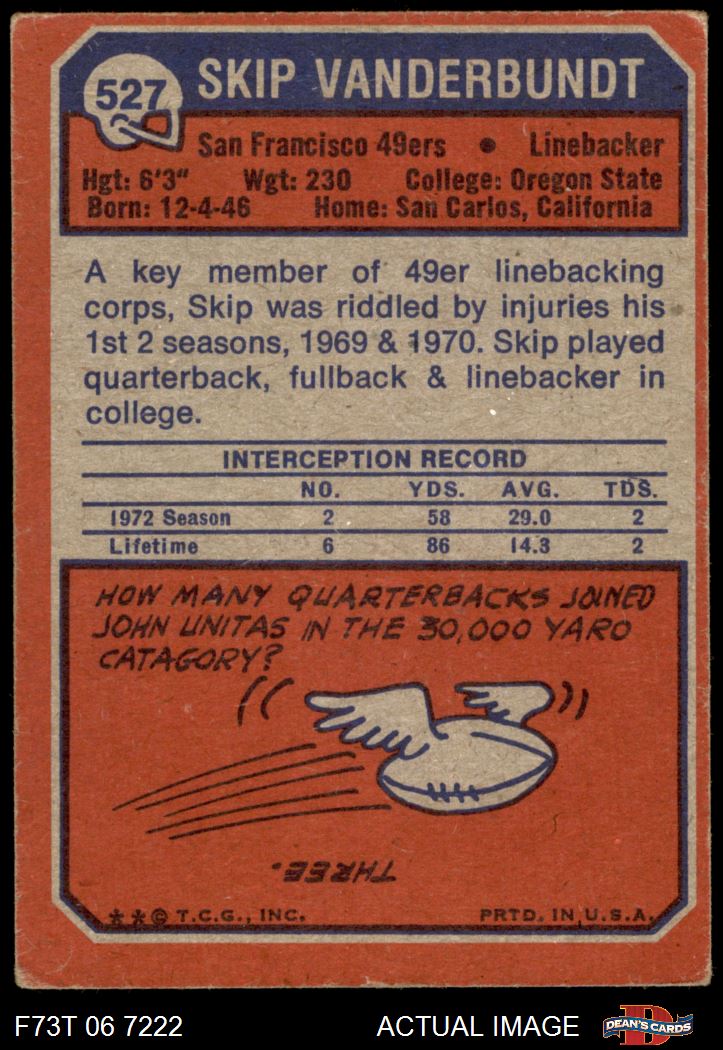 527
SKIP VANDERBUNDT
San Francisco 49ers • Linebacker
Hgt: 6'3" Wgt: 230 College: Oregon State
Born: 12-4-46 Home: San Carlos, California
A key member of 49er linebacking
corps, Skip was riddled by injuries his
1st 2 seasons, 1969 & 1970. Skip played
quarterback, fullback & linebacker in
college.
INTERCEPTION RECORD
NO. YDS. AVG. TDS.
1972 Season 2 58 29.0 2
Lifetime 6 86 14.3 2
HOW MANY QUARTERBACKS JOINED
JOHN UNITAS IN THE 30,000 YARD
CATAGORY?
THREE.
**© T.C.G., INC. PRTD. IN U.S.A.
F73T 06 7222 ACTUAL IMAGE D DEAN'S CARDS